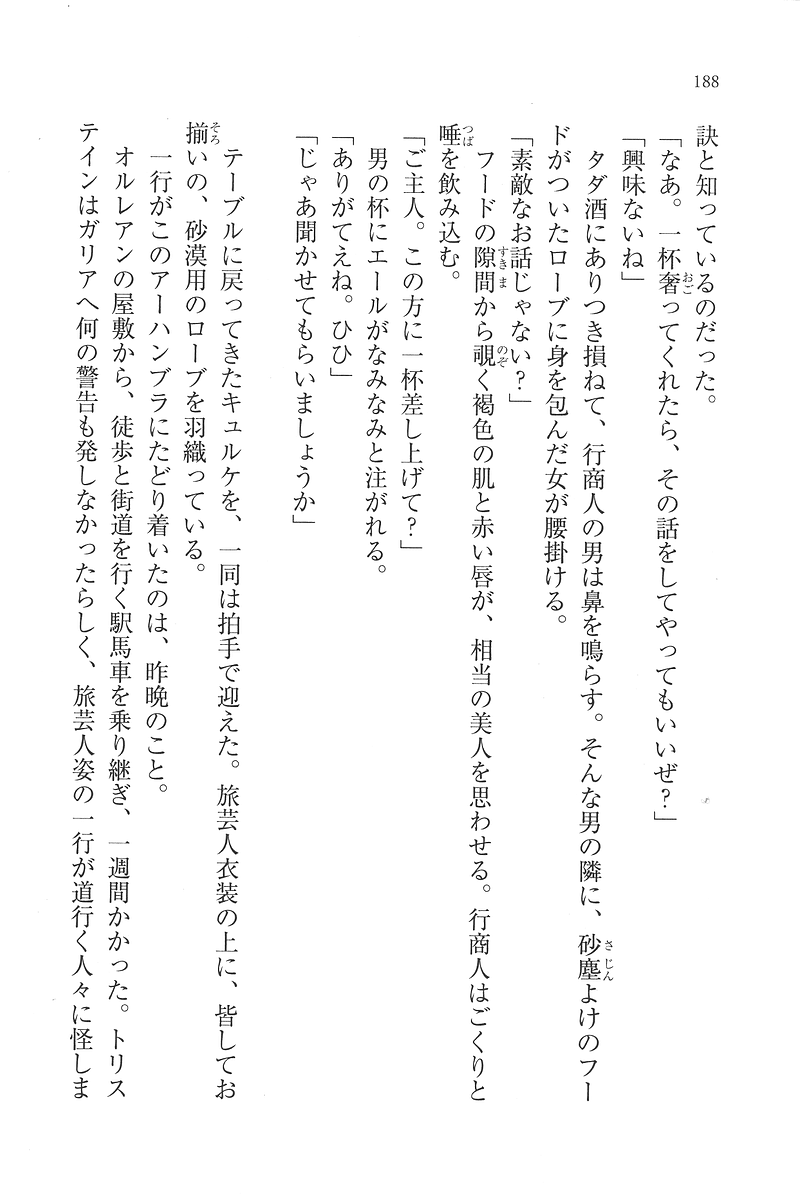 188
訣と知っているのだった。
「なあ。一杯奢ってくれたら、その話をしてやってもいいぜ？」
「興味ないね」
タダ酒にありつき損ねて、行商人の男は鼻を鳴らす。そんな男の隣に、砂塵よけのフー
ドがついたローブに身を包んだ女が腰掛ける。
「素敵なお話じゃない？」
フードの隙間から覗く褐色の肌と赤い唇が、相当の美人を思わせる。行商人はごくりと
唾を飲み込む。
「ご主人。この方に一杯差し上げて？」
男の杯にエールがなみなみと注がれる。
「ありがてえね。ひひ」
「じゃあ聞かせてもらいましょうか」
テーブルに戻ってきたキュルケを、一同は拍手で迎えた。旅芸人衣装の上に、皆してお
揃いの、砂漠用のローブを羽織っている。
一行がこのアーハンブラにたどり着いたのは、昨晩のこと。
オルレアンの屋敷から、徒歩と街道を行く駅馬車を乗り継ぎ、一週間かかった。トリス
テインはガリアへ何の警告も発しなかったらしく、旅芸人姿の一行が道行く人々に怪しま